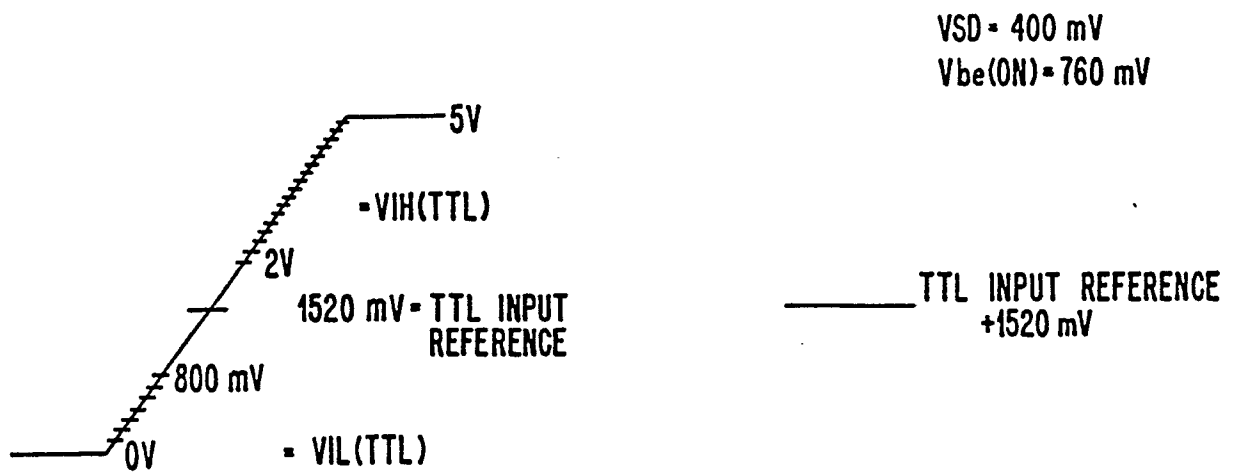 VSD = 400 mV
Vbe(ON) = 760 mV
5V
=VIH(TTL)
2V
1520 mV = TTL INPUT
REFERENCE
TTL INPUT REFERENCE
+1520 mV
800 mV
0V
= VIL(TTL)